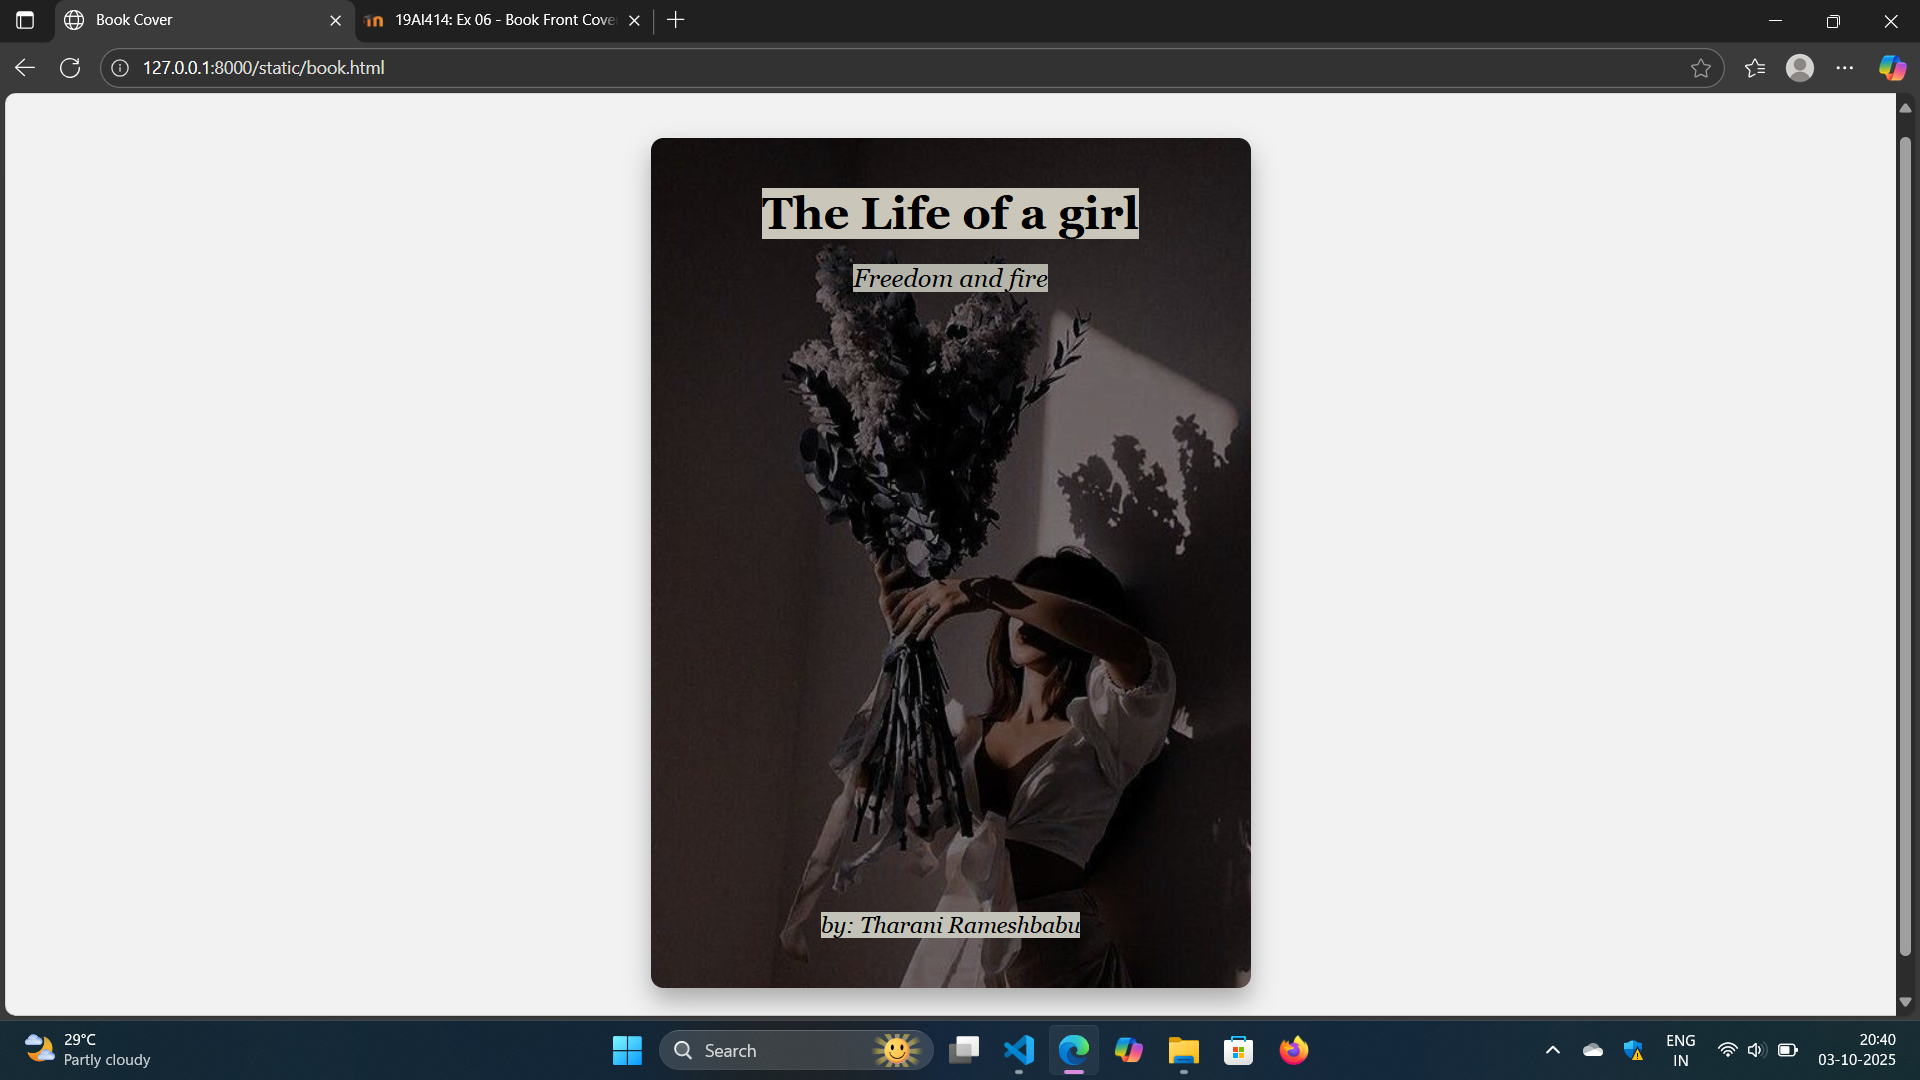 Book Cover
19AI414: Ex 06 - Book Front Cove
127.0.0.1:8000/static/book.html
The Life of a girl
Freedom and fire
by: Tharani Rameshbabu
29°C
Partly cloudy
Search
ENG
IN
20:40
03-10-2025